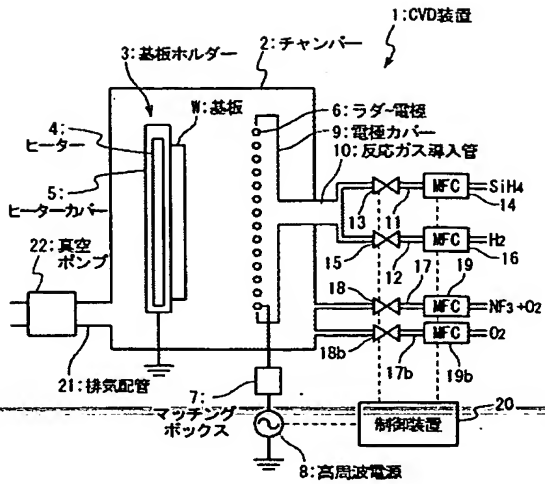 1:CVD装置
2:チャンバー
3:基板ホルダー
W:基板
6:ラダー電極
4:
ヒーター
9:電極カバー
10:反応ガス導入管
5:
ヒーターカバー
MFC
SiH4
13
11
14
22:真空
ポンプ
MFC
H2
15
12
17
19
16
18
MFC
NF3+O2
MFC
O2
18b
17b
19b
21:排気配管
7:
マッチング
ボックス
20
制御装置
8:高周波電源